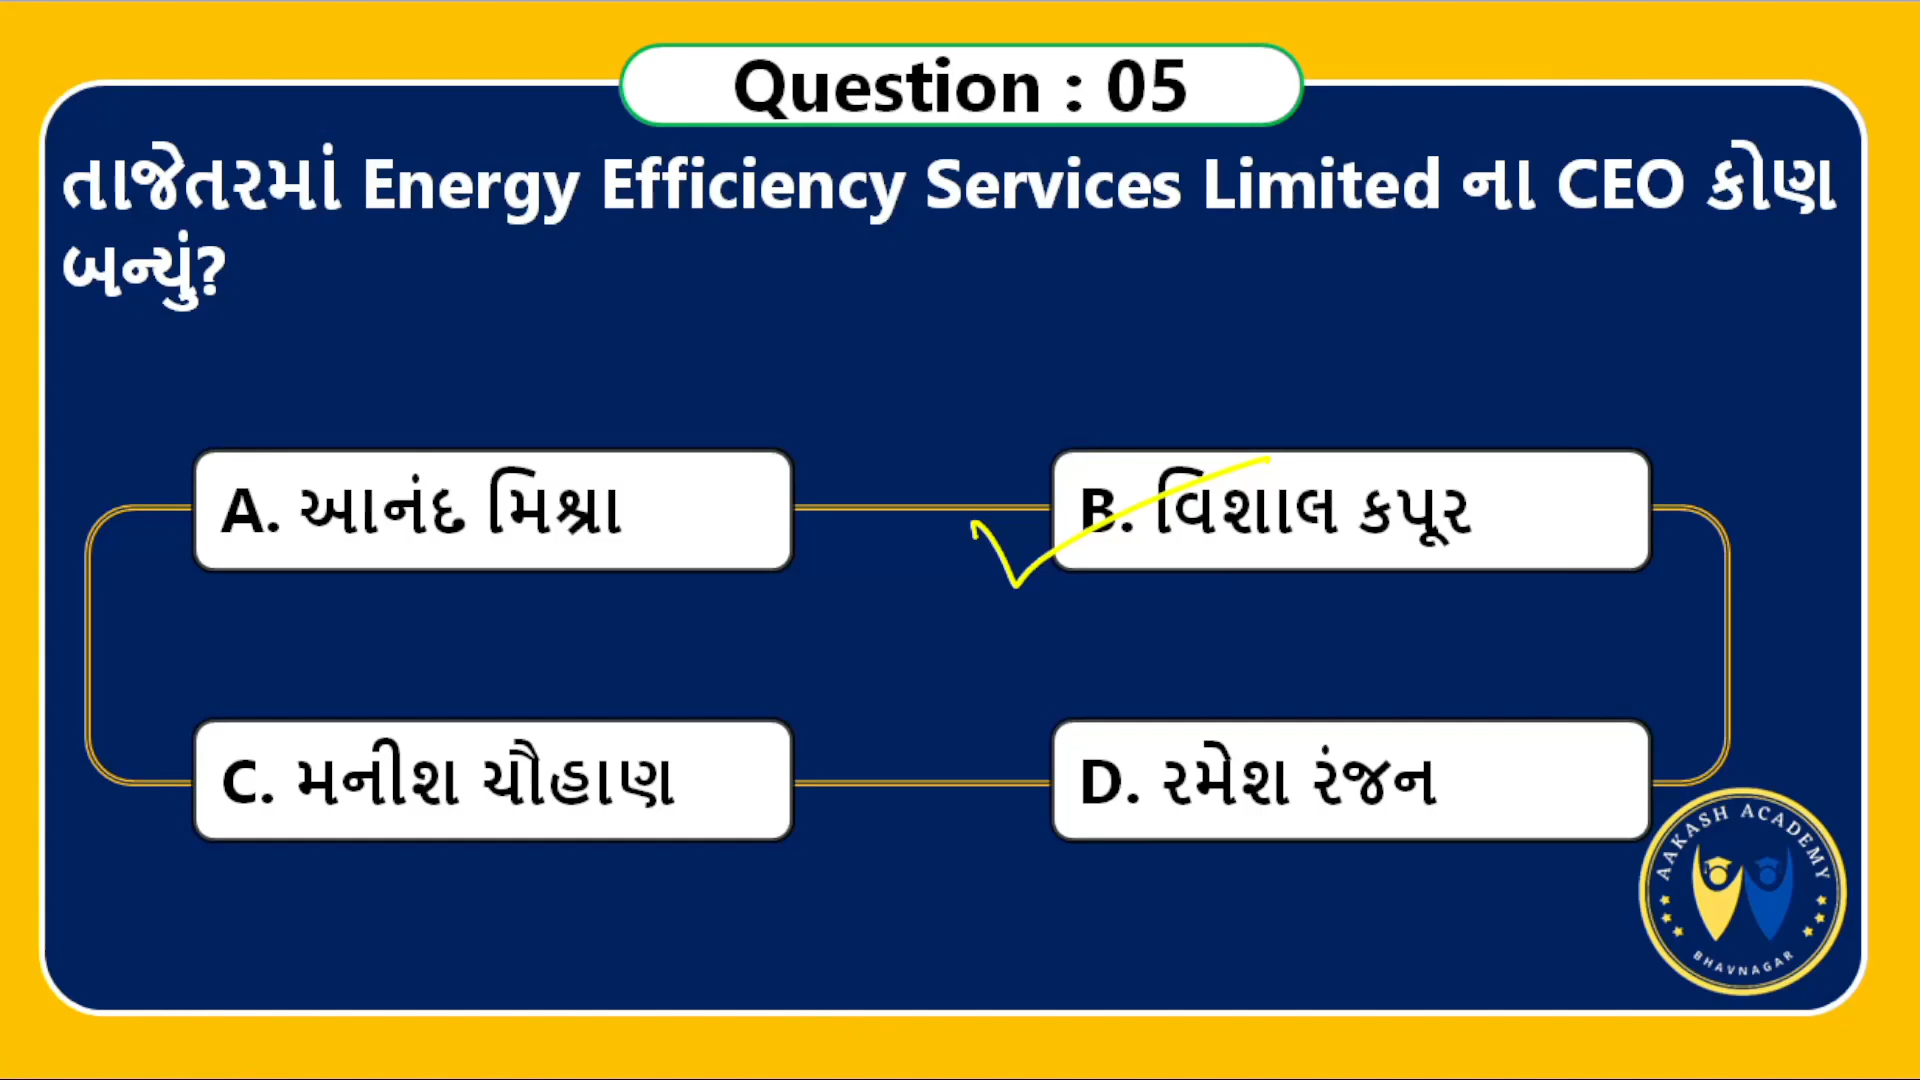 Question : 05
તાજેતરમાં Energy Efficiency Services Limited ના CEO કોણ
બન્યું?
A. આનંદ મિશ્રા
B. વિશાલ કપૂર
C. મનીશ ચૌહાણ
D. રમેશ રંજન
AAKASH ACADEMY
BHAVNAGAR